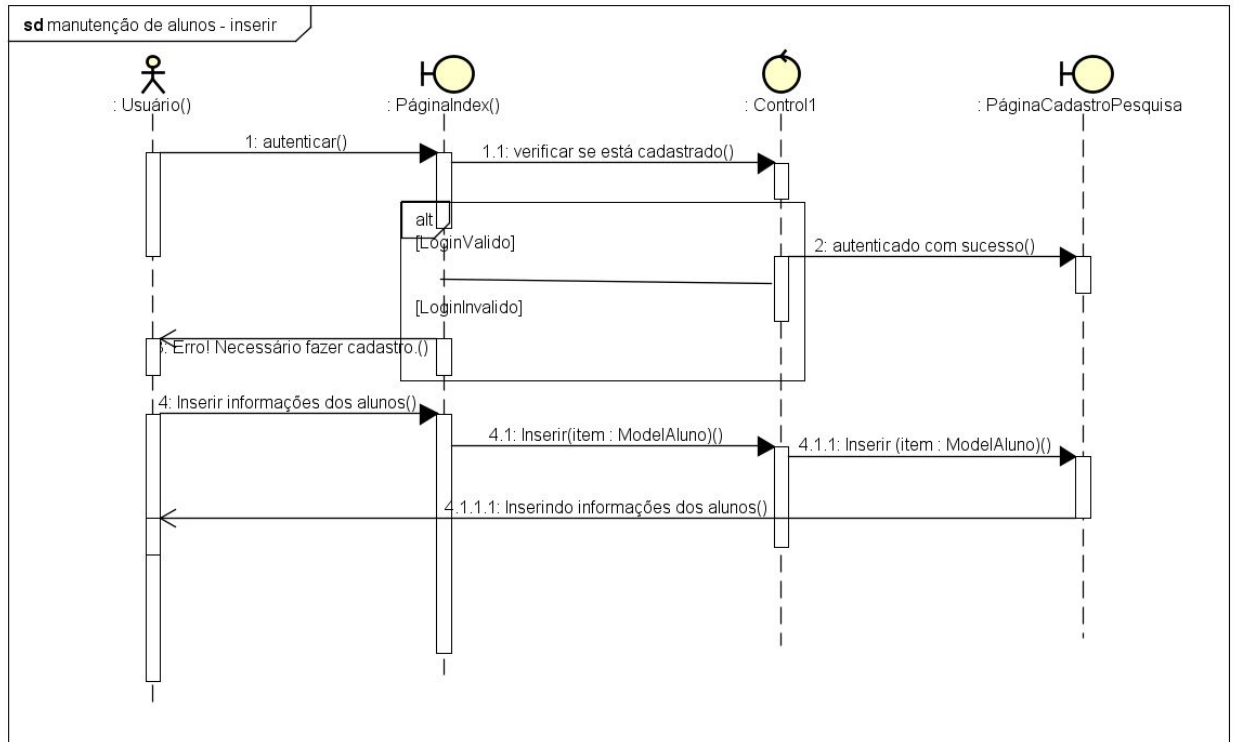 sd manutenção de alunos - inserir
: Usuário()
: PáginaIndex()
: Control1
: PáginaCadastroPesquisa
1: autenticar()
1.1: verificar se está cadastrado()
alt
[LoginValido]
2: autenticado com sucesso()
[LoginInvalido]
: Erro! Necessário fazer cadastro.()
4: Inserir informações dos alunos()
4.1: Inserir(item : ModelAluno)()
4.1.1: Inserir (item : ModelAluno)()
4.1.1.1: Inserindo informações dos alunos()